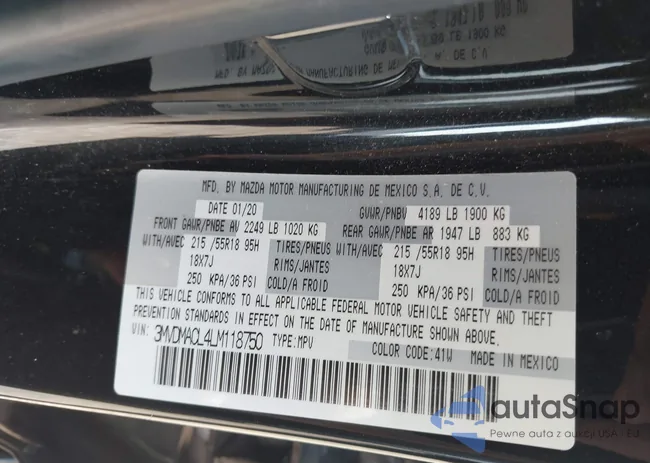 MFD. BY MAZDA MOTOR MANUFACTURING DE MEXICO S.A. DE C.V.
DATE 01/20 GVWR/PNBV 4189 LB 1900 KG
FRONT GAWR/PNBE AV 2249 LB 1020 KG REAR GAWR/PNBE AR 1947 LB 883 KG
WITH/AVEC 215 /55R18 95H TIRES/PNEUS WITH/AVEC 215 /55R18 95H TIRES/PNEUS
18X7J RIMS/JANTES 18X7J RIMS/JANTES
250 KPA/36 PSI COLD/A FROID 250 KPA/36 PSI COLD/A FROID
THIS VEHICLE CONFORMS TO ALL APPLICABLE FEDERAL MOTOR VEHICLE SAFETY AND THEFT
PREVENTION STANDARDS IN EFFECT ON THE DATE OF MANUFACTURE SHOWN ABOVE.
VIN: 3MVDMACL4LM118750 TYPE:MPV COLOR CODE:41W MADE IN MEXICO
autaSnap
Pewne auta z aukcji USA - EU